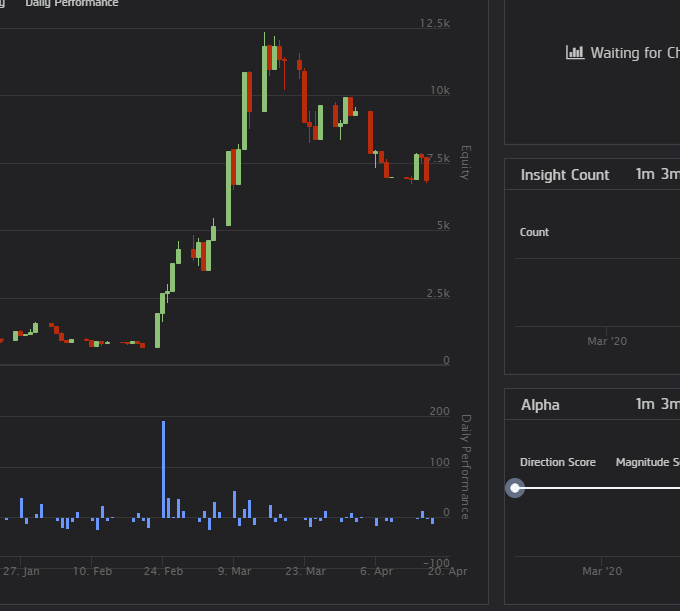 y Daily Performance
12.5k
10k
7.5k
5k
2.5k
0
Equity
200
100
0
-100
Daily Performance
27. Jan 10. Feb 24. Feb 9. Mar 23. Mar 6. Apr 20. Apr
Waiting for Ch
Insight Count 1m 3m
Count
Mar '20
Alpha 1m 3m
Direction Score Magnitude S
Mar '20